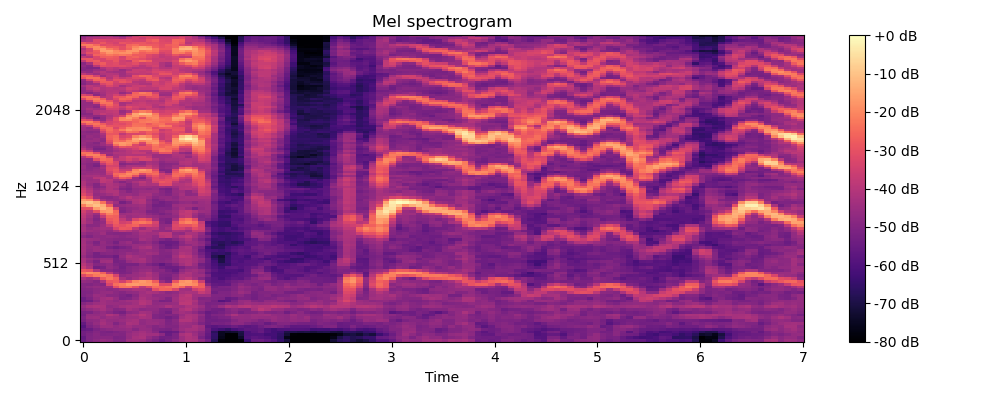 Mel spectrogram
Hz
2048
1024
512
0
0 1 2 3 4 5 6 7
Time
+0 dB
-10 dB
-20 dB
-30 dB
-40 dB
-50 dB
-60 dB
-70 dB
-80 dB